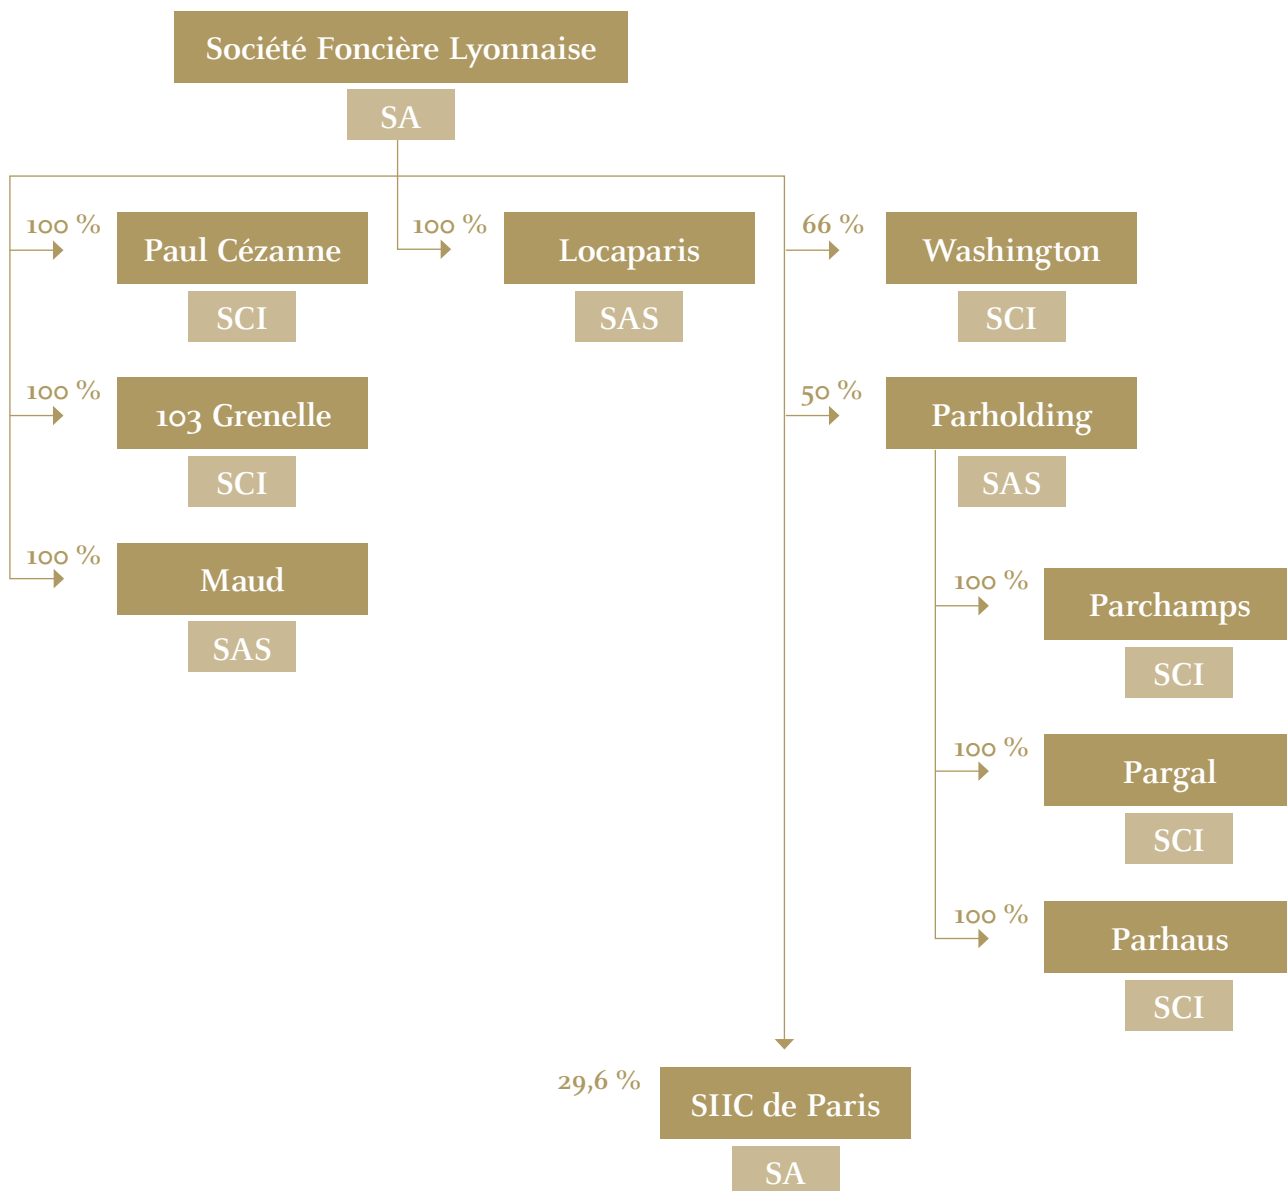 Société Foncière Lyonnaise
SA
100 %
Paul Cézanne
SCI
100 %
103 Grenelle
SCI
100 %
Maud
SAS
100 %
Locaparis
SAS
66 %
Washington
SCI
50 %
Parholding
SAS
100 %
Parchamps
SCI
100 %
Pargal
SCI
100 %
Parhaus
SCI
29,6 %
SIIC de Paris
SA